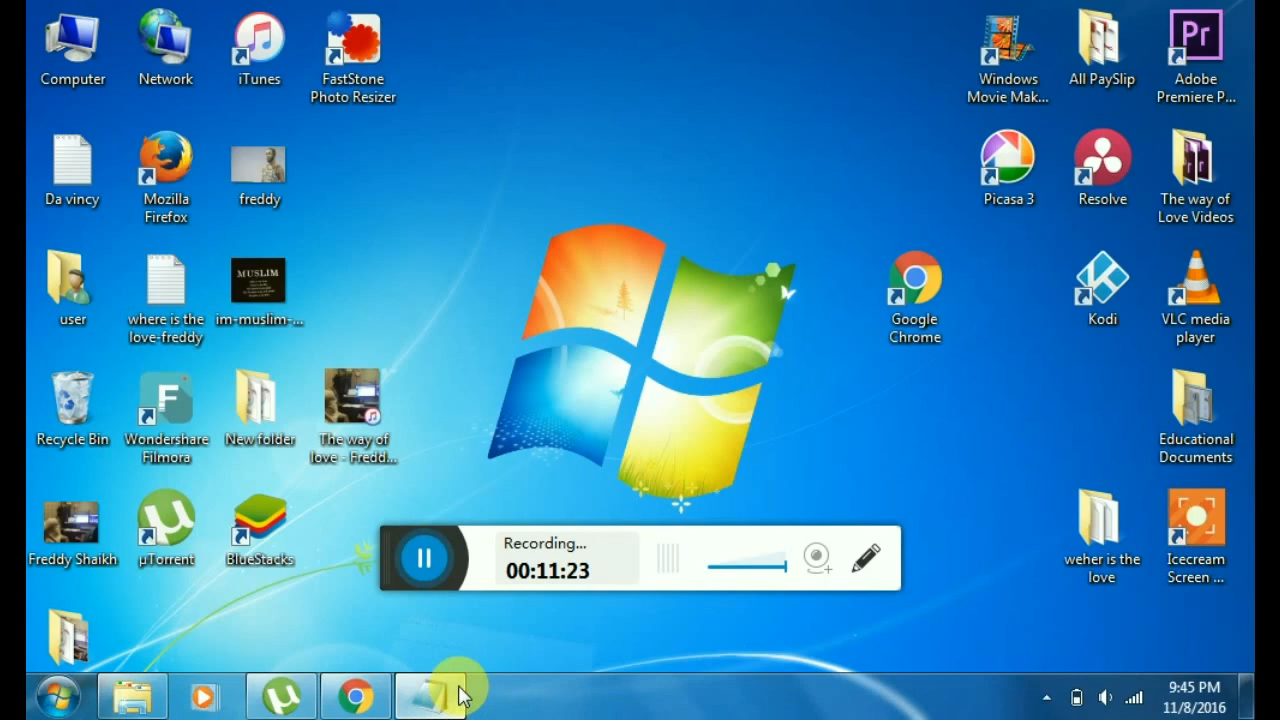 Computer
Network
iTunes
FastStone
Photo Resizer
Windows
Movie Mak...
All PaySlip
Pr
Adobe
Premiere P...
Da vincy
Mozilla
Firefox
freddy
Picasa 3
Resolve
The way of
Love Videos
user
where is the
love-freddy
MUSLIM
im-muslim-...
Google
Chrome
Kodi
VLC media
player
Recycle Bin
F
Wondershare
Filmora
New folder
The way of
love - Fredd...
Educational
Documents
Freddy Shaikh
µ
µTorrent
BlueStacks
Recording...
00:11:23
weher is the
love
Icecream
Screen ...
µ
9:45 PM
11/8/2016